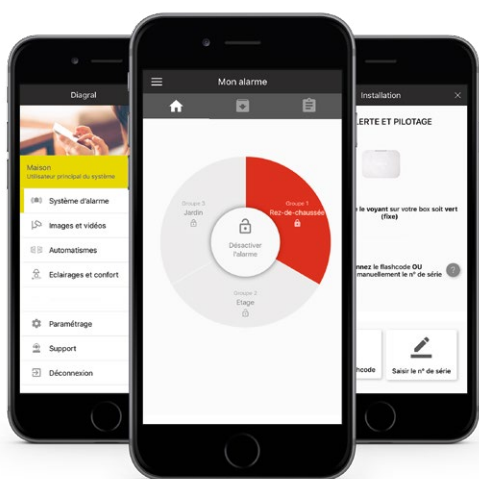 Diagral
Maison
Utilisateur principal du système
Système d'alarme
Images et vidéos
Automatismes
Eclairages et confort
Paramétrage
Support
Déconnexion
Mon alarme
Groupe 3
Jardin
Groupe 1
Rez-de-chaussée
Désactiver
l'alarme
Groupe 2
Etage
Installation
LERTE ET PILOTAGE
le voyant sur votre box soit vert
(fixe)
nnez le flashcode OU
manuellement le n° de série
?
hcode
Saisir le n° de série